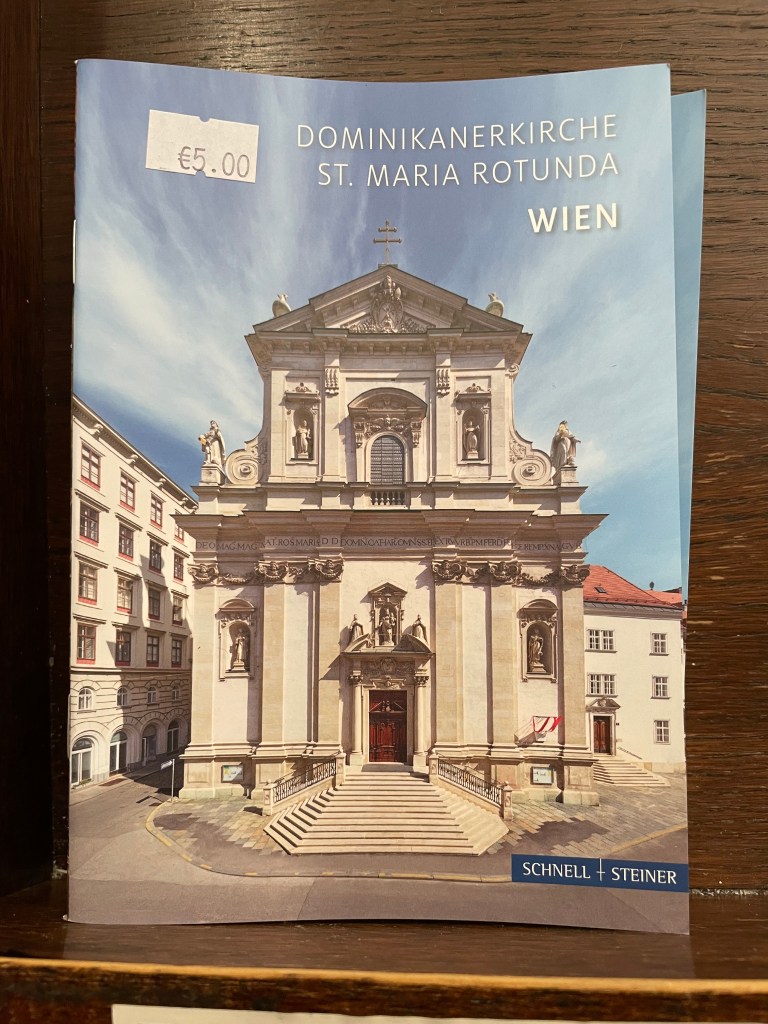 €5.00
DOMINIKANERKIRCHE
ST. MARIA ROTUNDA
WIEN
SCHNELL + STEINER